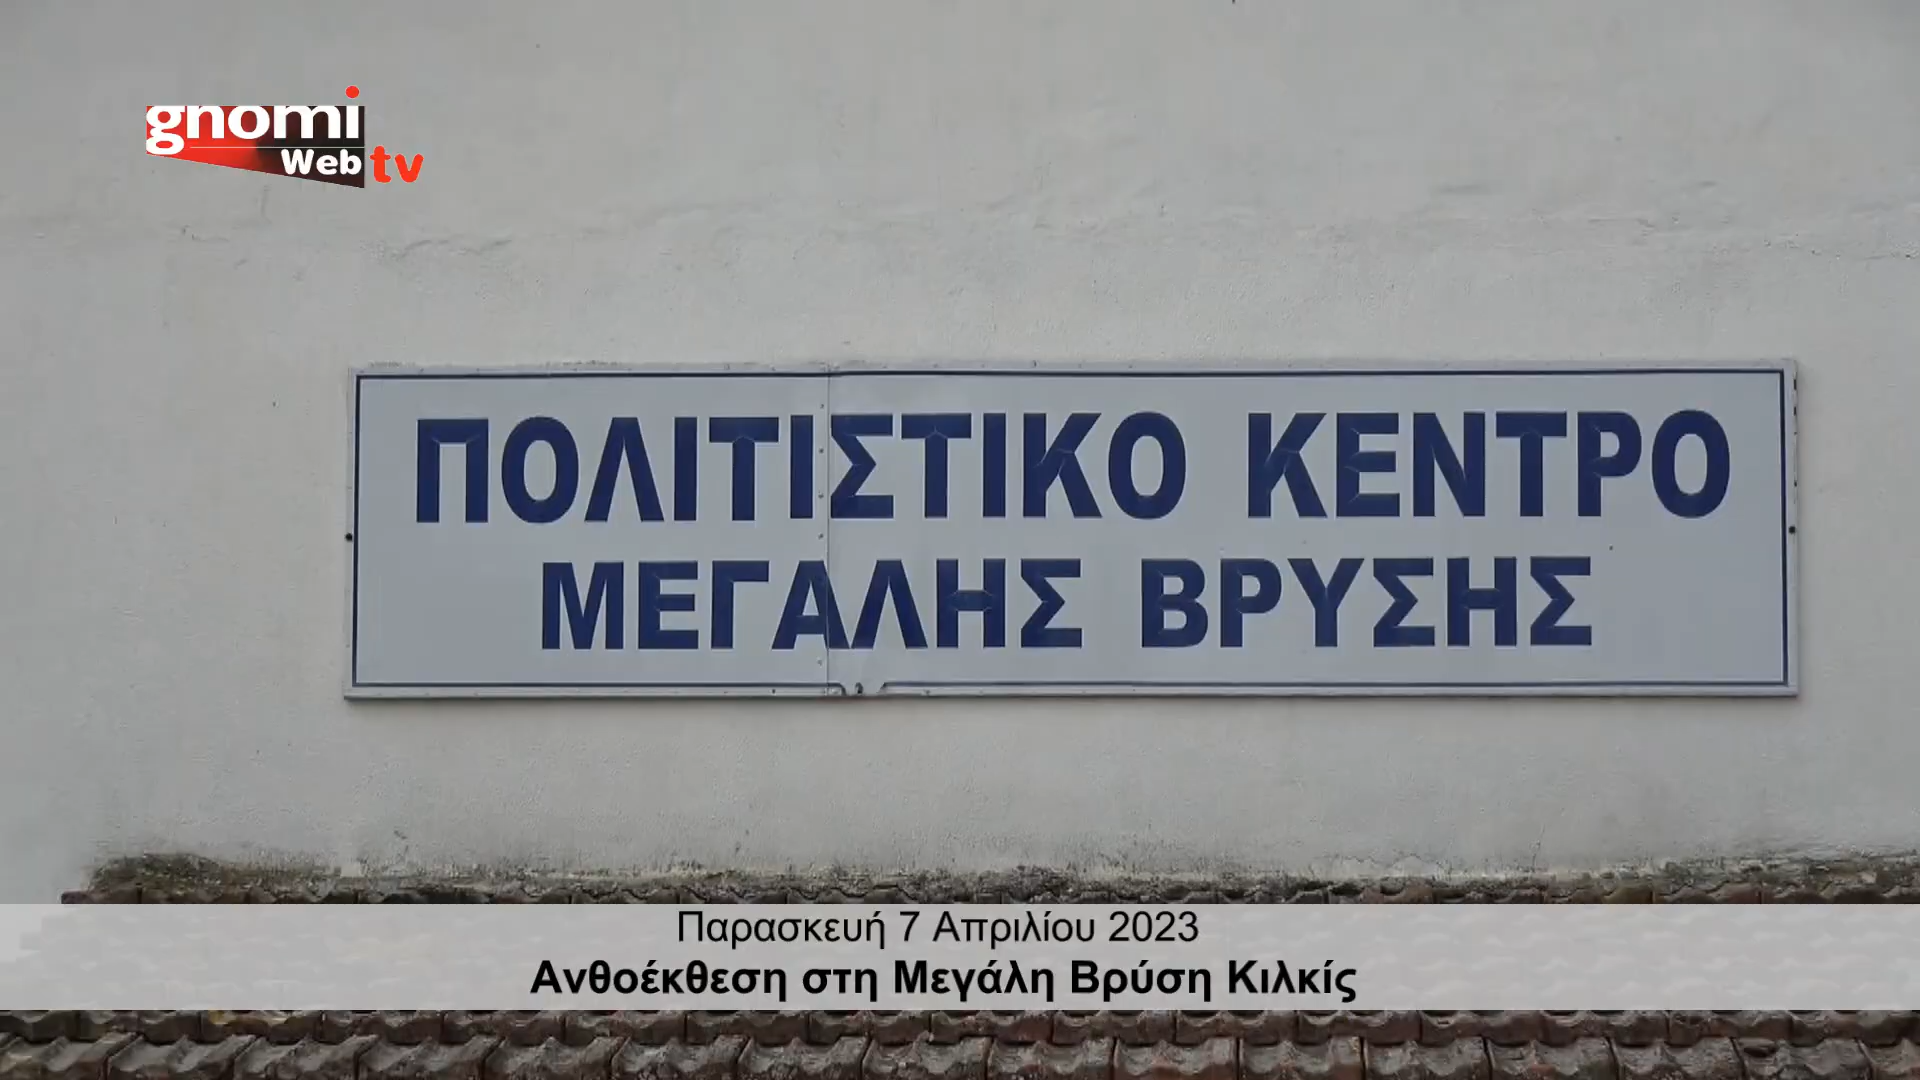 gnomi
Web tv
ΠΟΛΙΤΙΣΤΙΚΟ ΚΕΝΤΡΟ
ΜΕΓΑΛΗΣ ΒΡΥΣΗΣ
Παρασκευή 7 Απριλίου 2023
Ανθοέκθεση στη Μεγάλη Βρύση Κιλκίς